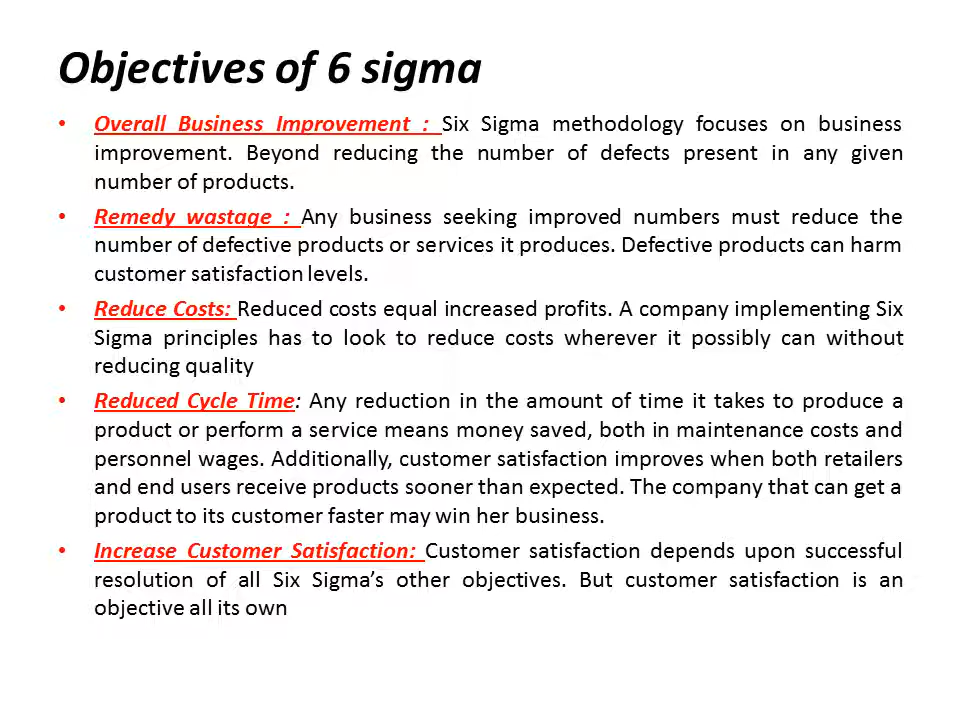 Objectives of 6 sigma
• Overall Business Improvement : Six Sigma methodology focuses on business
improvement. Beyond reducing the number of defects present in any given
number of products.
• Remedy wastage : Any business seeking improved numbers must reduce the
number of defective products or services it produces. Defective products can harm
customer satisfaction levels.
• Reduce Costs: Reduced costs equal increased profits. A company implementing Six
Sigma principles has to look to reduce costs wherever it possibly can without
reducing quality
• Reduced Cycle Time: Any reduction in the amount of time it takes to produce a
product or perform a service means money saved, both in maintenance costs and
personnel wages. Additionally, customer satisfaction improves when both retailers
and end users receive products sooner than expected. The company that can get a
product to its customer faster may win her business.
• Increase Customer Satisfaction: Customer satisfaction depends upon successful
resolution of all Six Sigma’s other objectives. But customer satisfaction is an
objective all its own